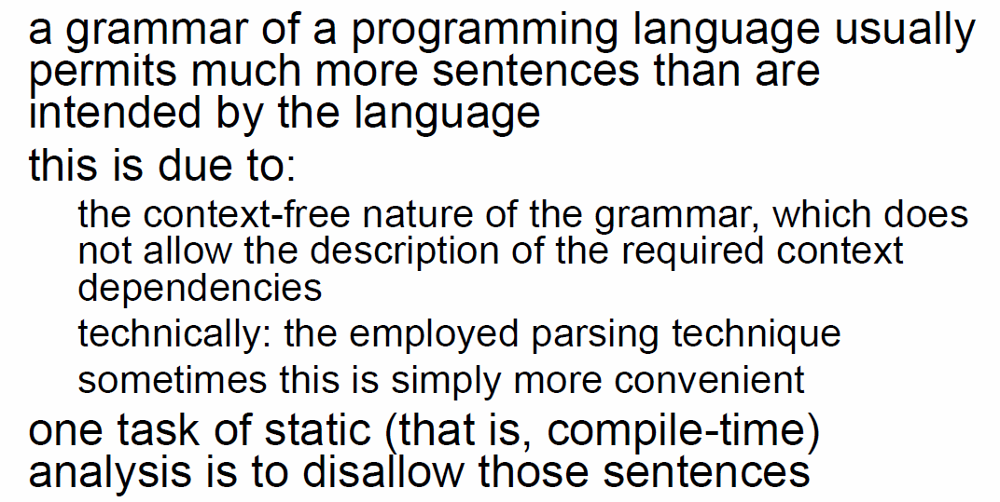 a grammar of a programming language usually
permits much more sentences than are
intended by the language
this is due to:
the context-free nature of the grammar, which does
not allow the description of the required context
dependencies
technically: the employed parsing technique
sometimes this is simply more convenient
one task of static (that is, compile-time)
analysis is to disallow those sentences